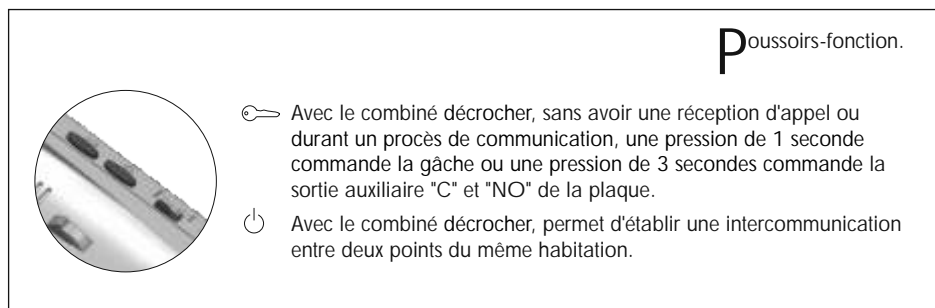 Poussoirs-fonction.
Avec le combiné décrocher, sans avoir une réception d'appel ou
durant un procès de communication, une pression de 1 seconde
commande la gâche ou une pression de 3 secondes commande la
sortie auxiliaire "C" et "NO" de la plaque.
Avec le combiné décrocher, permet d'établir une intercommunication
entre deux points du même habitation.